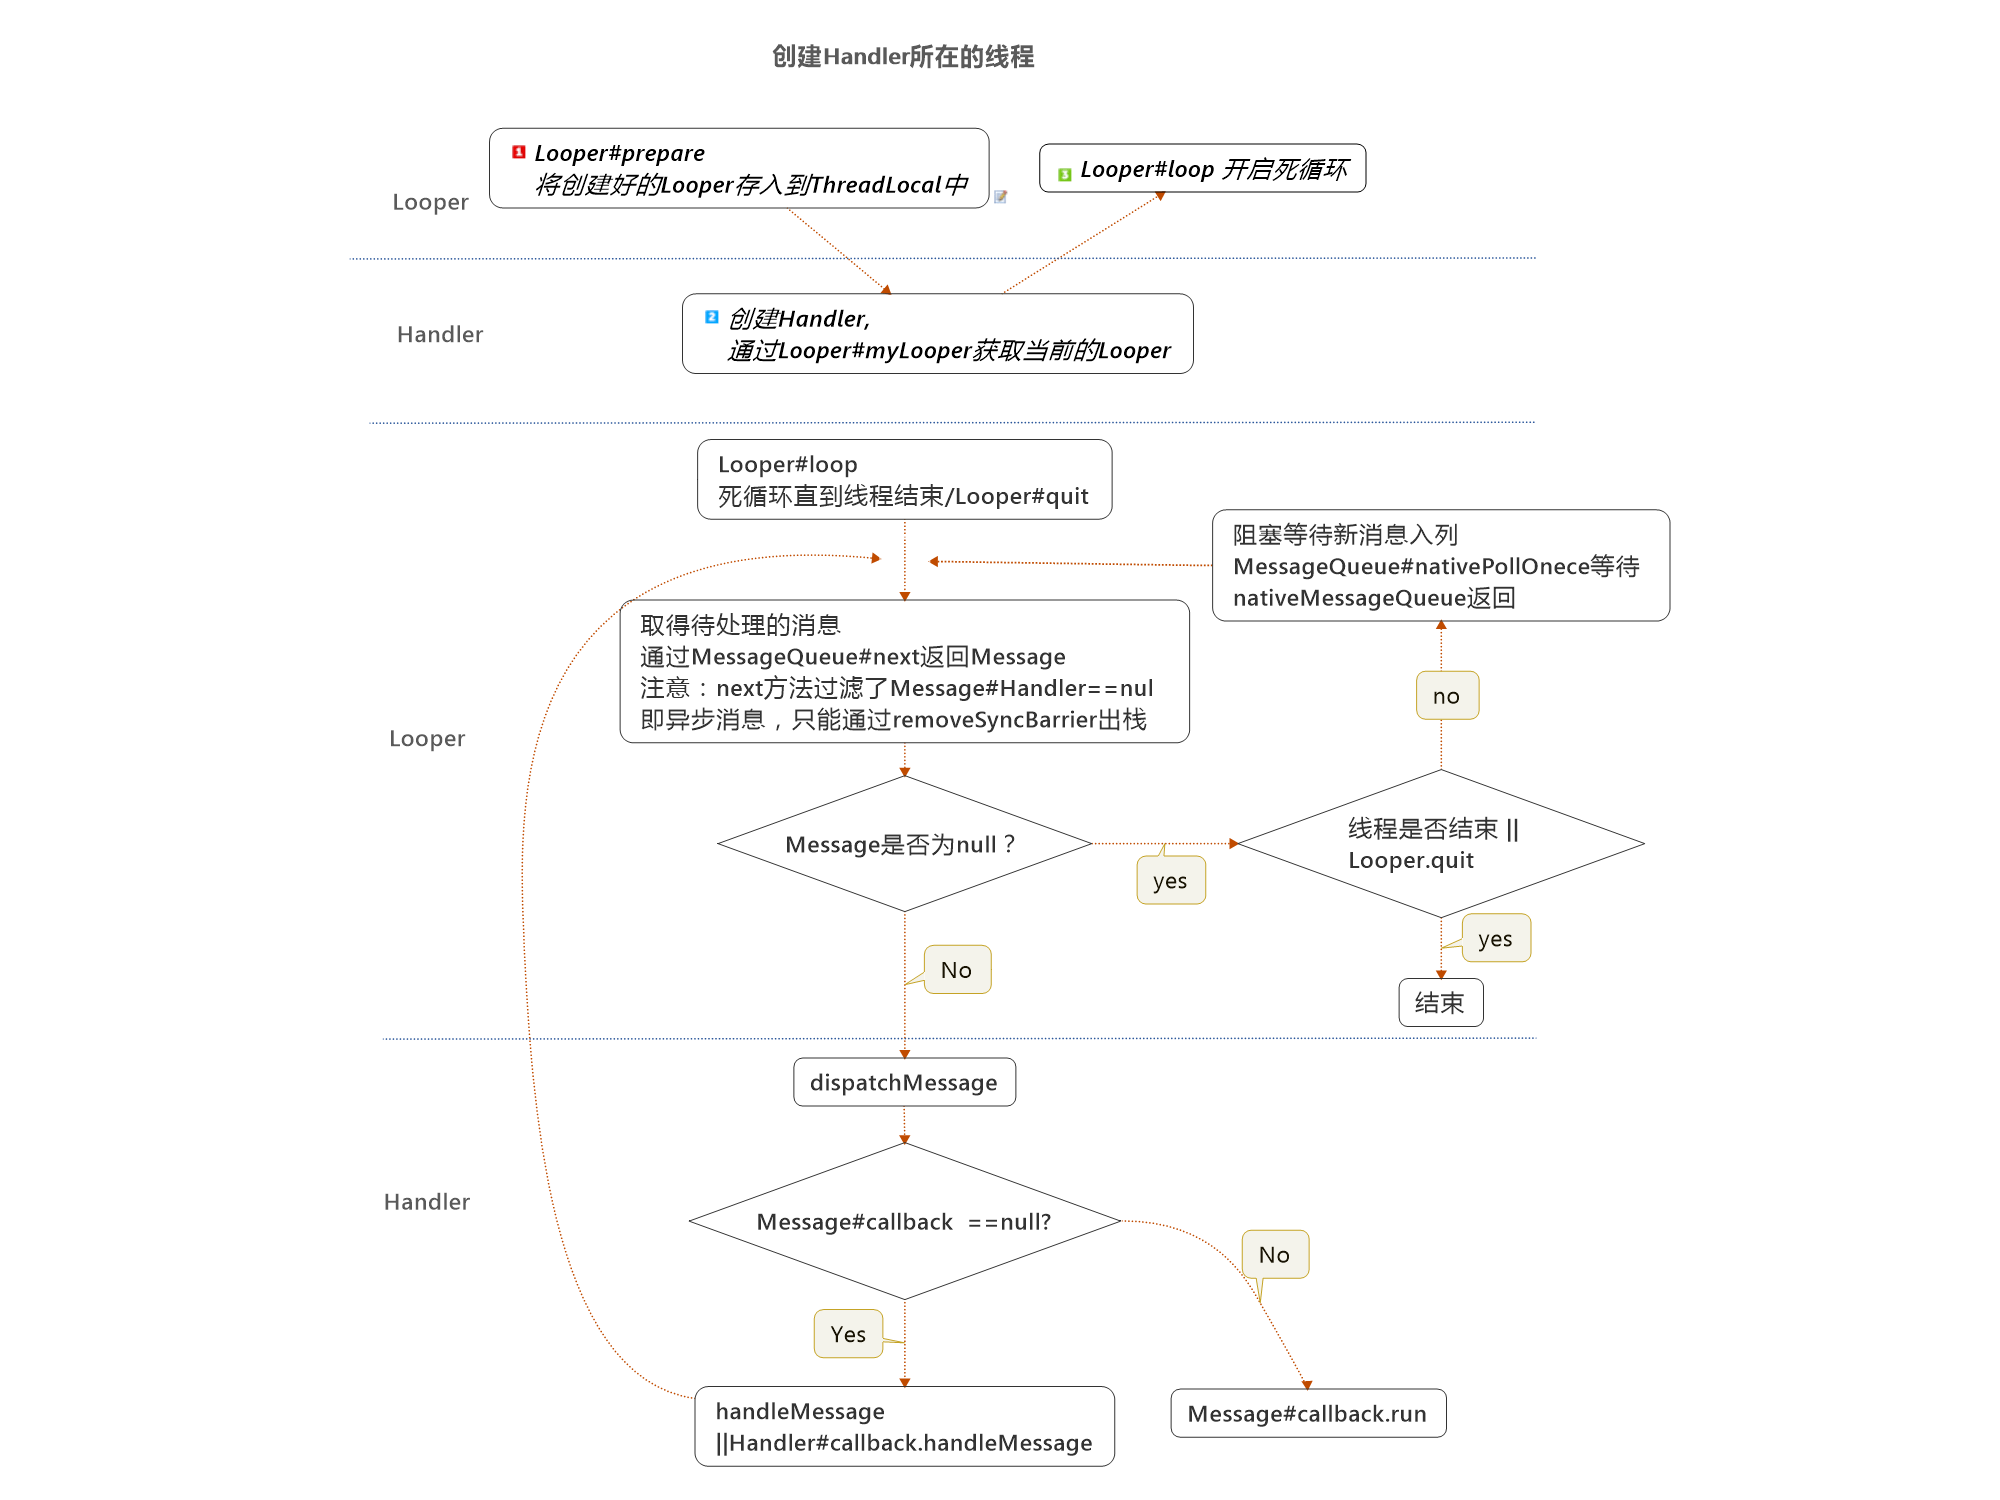 创建Handler所在的线程
1 Looper#prepare
将创建好的Looper存入到ThreadLocal中
3 Looper#loop 开启死循环
Looper
Handler
2 创建Handler,
通过Looper#myLooper获取当前的Looper
Looper#loop
死循环直到线程结束/Looper#quit
阻塞等待新消息入列
MessageQueue#nativePollOnece等待
nativeMessageQueue返回
取得待处理的消息
通过MessageQueue#next返回Message
注意：next方法过滤了Message#Handler==nul
即异步消息，只能通过removeSyncBarrier出栈
no
Looper
Message是否为null？
yes
线程是否结束 ||
Looper.quit
yes
No
结束
dispatchMessage
Handler
Message#callback  ==null?
No
Yes
handleMessage
||Handler#callback.handleMessage
Message#callback.run